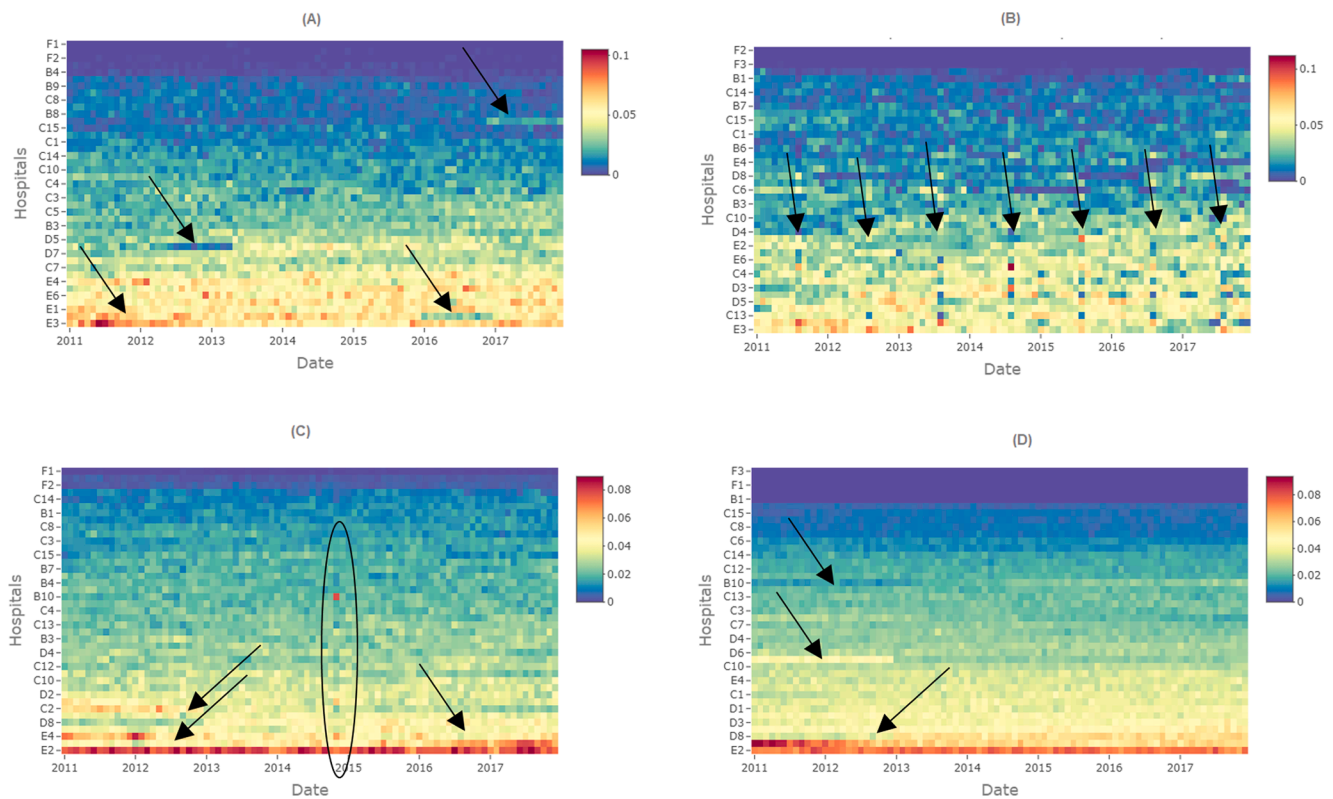 (A)
Hospitals
F1
F2
B4
B9
C8
B8
C15
C1
C14
C10
C4
C3
C5
B3
D5
D7
C7
E4
E6
E1
E3
2011 2012 2013 2014 2015 2016 2017
Date
0.1
0.05
0
(B)
Hospitals
F2
F3
B1
C14
B7
C15
C1
B6
E4
D8
C6
B3
C10
D4
E2
E6
C4
D3
D5
C13
E3
2011 2012 2013 2014 2015 2016 2017
Date
0.1
0.05
0
(C)
Hospitals
F1
F2
C14
B1
C8
C3
C15
B7
B4
B10
C4
C13
B3
D4
C12
C10
D2
C2
D8
E4
E2
2011 2012 2013 2014 2015 2016 2017
Date
0.08
0.06
0.04
0.02
0
(D)
Hospitals
F3
F1
B1
C15
C8
C6
C14
C12
B10
C13
C3
C7
D4
D6
C10
E4
C1
D1
D3
D8
E2
2011 2012 2013 2014 2015 2016 2017
Date
0.08
0.06
0.04
0.02
0